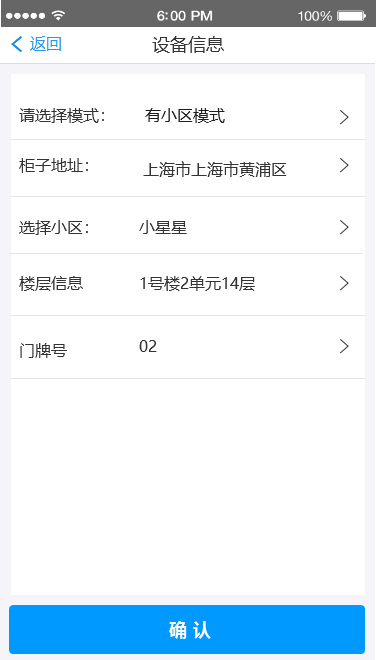 6:00 PM 100%
返回 设备信息
请选择模式： 有小区模式
柜子地址： 上海市上海市黄浦区
选择小区： 小星星
楼层信息 1号楼2单元14层
门牌号 02
确 认